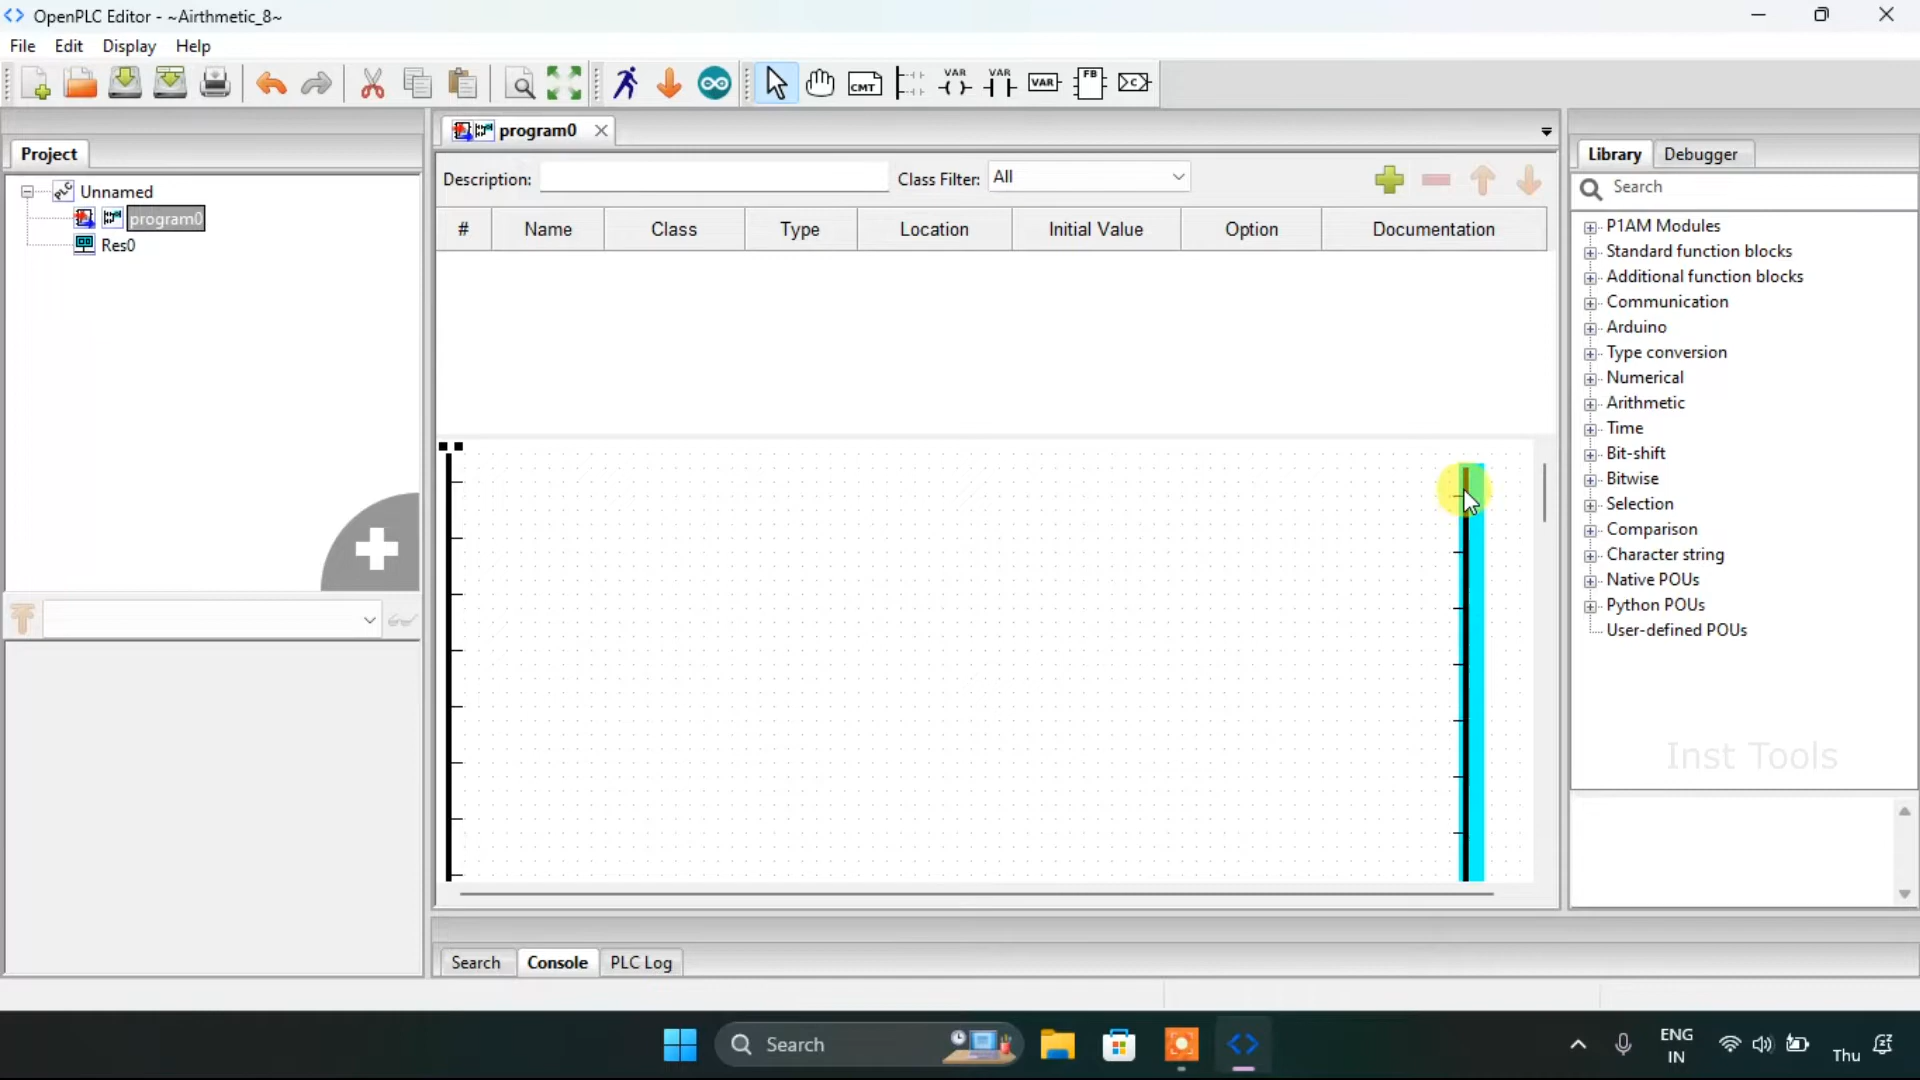 OpenPLC Editor - ~Airthmetic_8~
File Edit Display Help
CMT VAR VAR VAR FB C
Project
Unnamed
program0
Res0
program0
Description: Class Filter: All
# Name Class Type Location Initial Value Option Documentation
Library Debugger
Search
P1AM Modules
Standard function blocks
Additional function blocks
Communication
Arduino
Type conversion
Numerical
Arithmetic
Time
Bit-shift
Bitwise
Selection
Comparison
Character string
Native POUs
Python POUs
User-defined POUs
Inst Tools
Search Console PLC Log
Search
ENG
IN
Thu